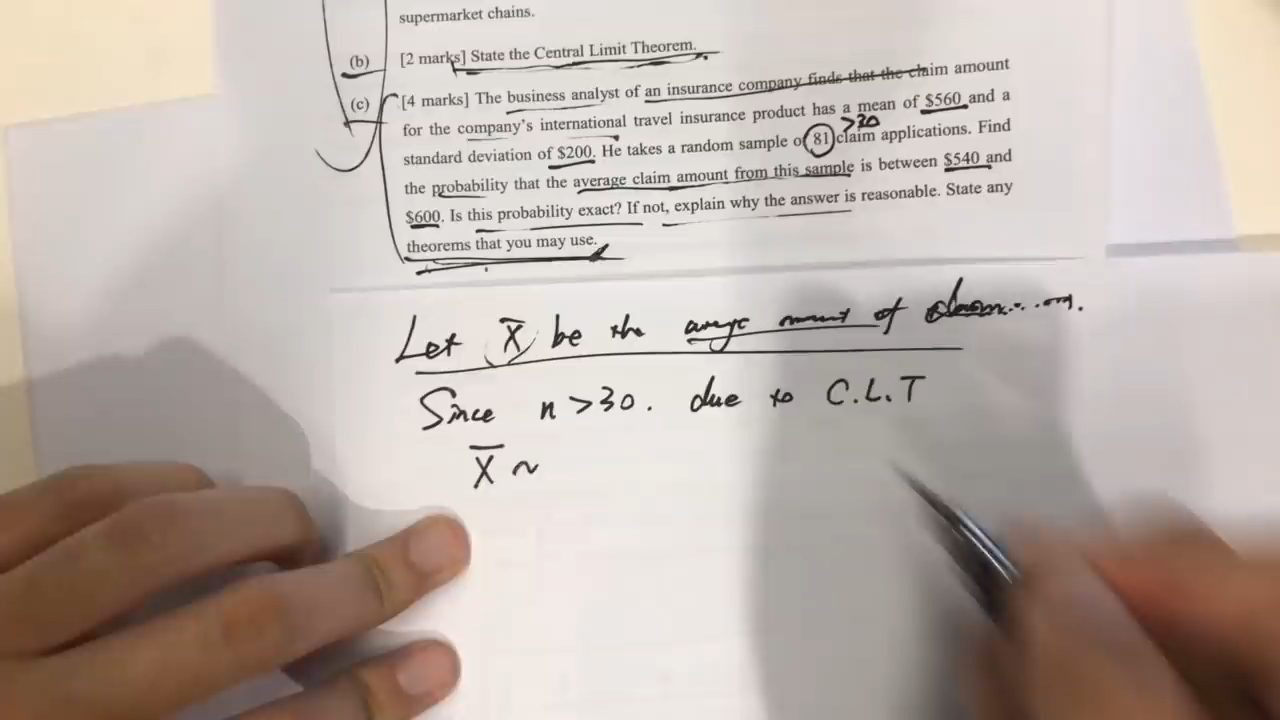 supermarket chains.
(b) [2 marks] State the Central Limit Theorem.
(c) [4 marks] The business analyst of an insurance company finds that the claim amount
for the company's international travel insurance product has a mean of $560 and a
>30
standard deviation of $200. He takes a random sample of 81 claim applications. Find
the probability that the average claim amount from this sample is between $540 and
$600. Is this probability exact? If not, explain why the answer is reasonable. State any
theorems that you may use.
Let X̄ be the of
Since n >30. due to C.L.T
X̄ ~